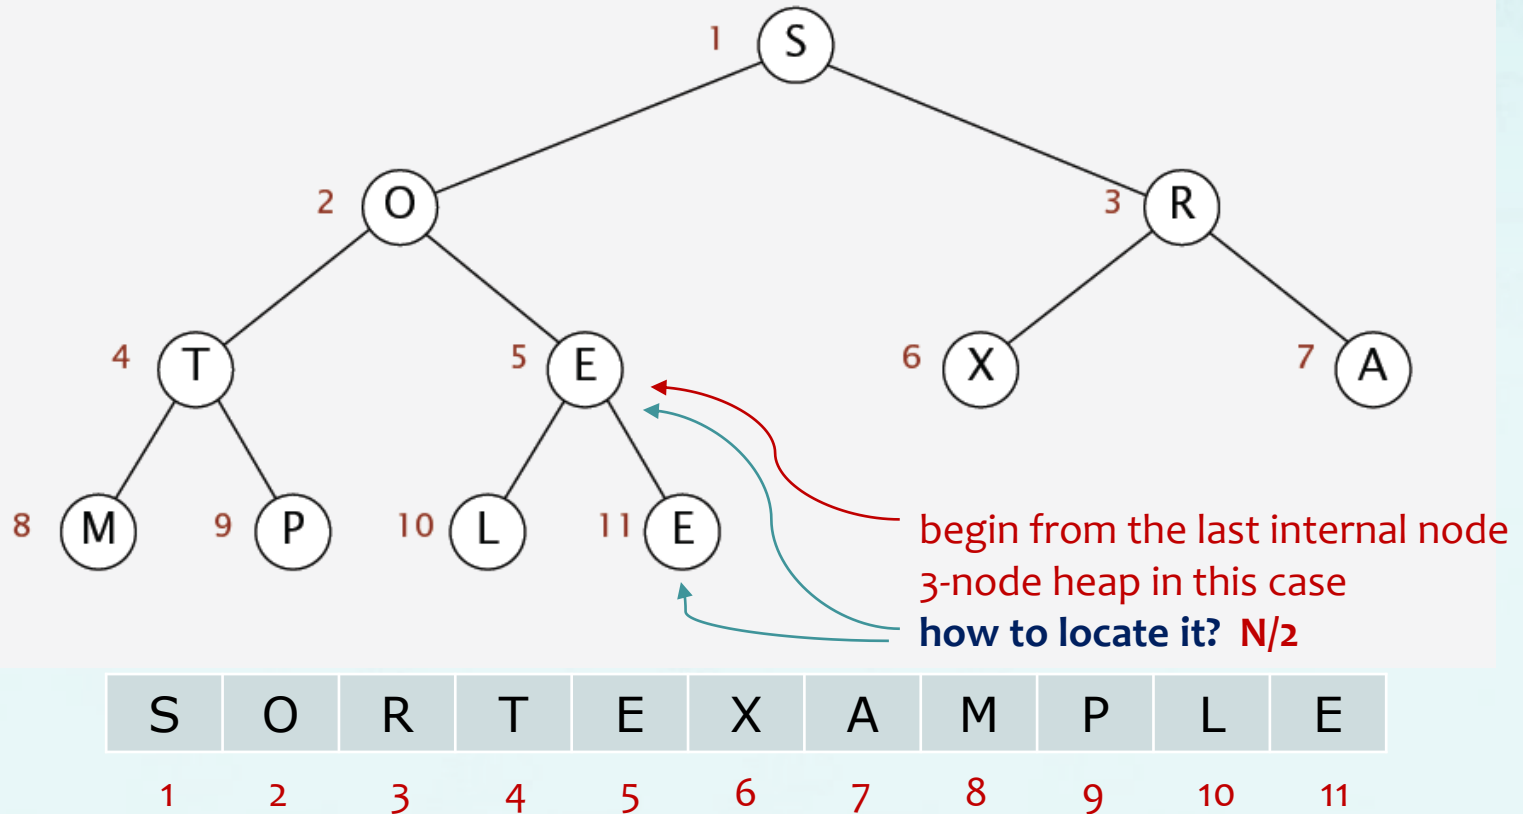 1 S
2 O 3 R
4 T 5 E 6 X 7 A
8 M 9 P 10 L 11 E
begin from the last internal node
3-node heap in this case
how to locate it? N/2
S O R T E X A M P L E
1 2 3 4 5 6 7 8 9 10 11